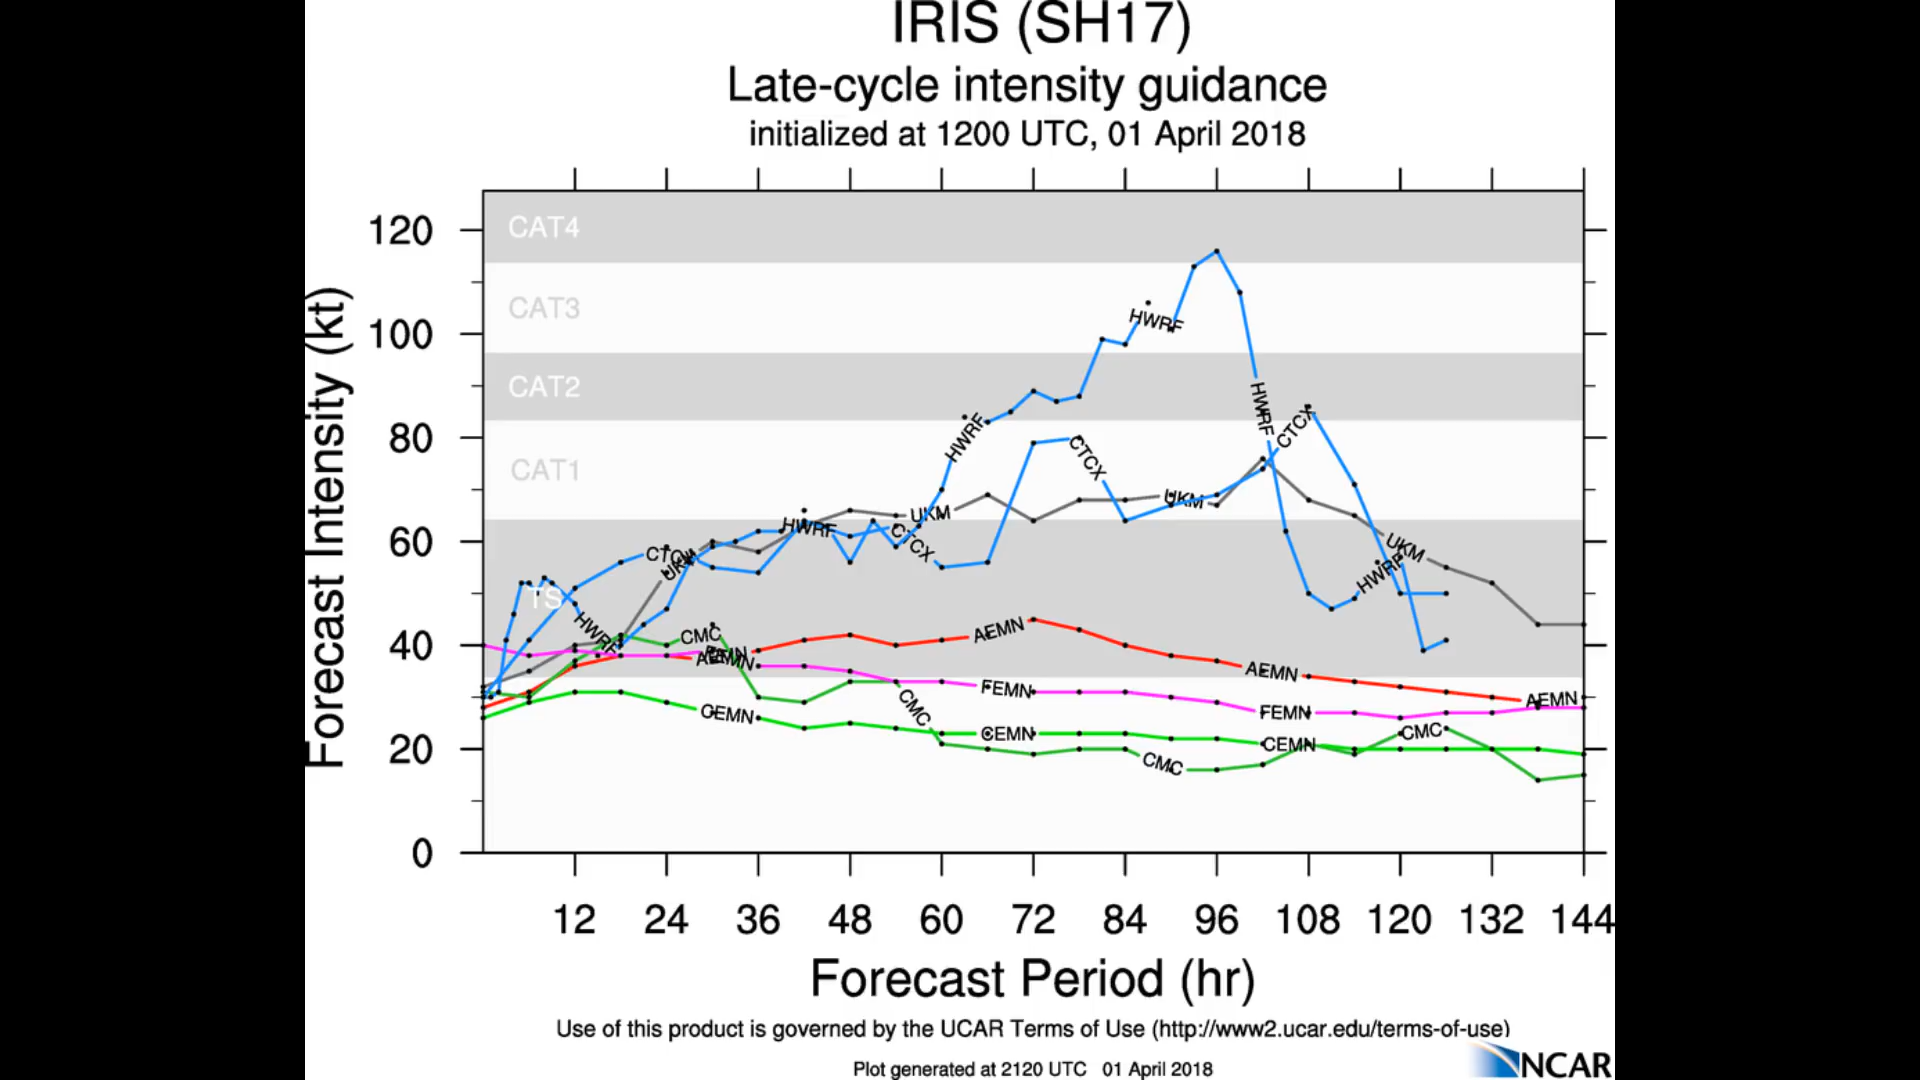 IRIS (SH17)
Late-cycle intensity guidance
initialized at 1200 UTC, 01 April 2018
Forecast Intensity (kt)
120
100
80
60
40
20
0
CAT4
CAT3
CAT2
CAT1
TS
HWRF
HWRF
HWRF
HWRF
HWRF
HWRF
CTCX
CTCX
CTCX
CTCX
UKM
UKM
UKM
UKM
CMC
CMC
CMC
CMC
AEMN
AEMN
AEMN
AEMN
FEMN
FEMN
FEMN
CEMN
CEMN
CEMN
12 24 36 48 60 72 84 96 108 120 132 144
Forecast Period (hr)
Use of this product is governed by the UCAR Terms of Use (http://www2.ucar.edu/terms-of-use)
Plot generated at 2120 UTC 01 April 2018
NCAR